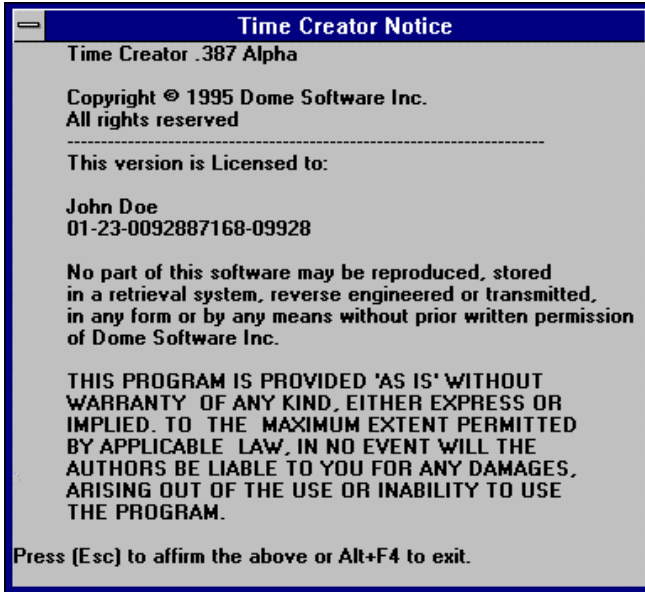 Time Creator Notice
Time Creator .387 Alpha
Copyright © 1995 Dome Software Inc.
All rights reserved
-----------------------------------------------------------------------
This version is Licensed to:
John Doe
01-23-0092887168-09928
No part of this software may be reproduced, stored
in a retrieval system, reverse engineered or transmitted,
in any form or by any means without prior written permission
of Dome Software Inc.
THIS PROGRAM IS PROVIDED 'AS IS' WITHOUT
WARRANTY  OF ANY KIND, EITHER EXPRESS OR
IMPLIED. TO  THE  MAXIMUM EXTENT PERMITTED
BY APPLICABLE  LAW, IN NO EVENT WILL THE
AUTHORS BE LIABLE TO YOU FOR ANY DAMAGES,
ARISING OUT OF THE USE OR INABILITY TO USE
THE PROGRAM.
Press (Esc) to affirm the above or Alt+F4 to exit.